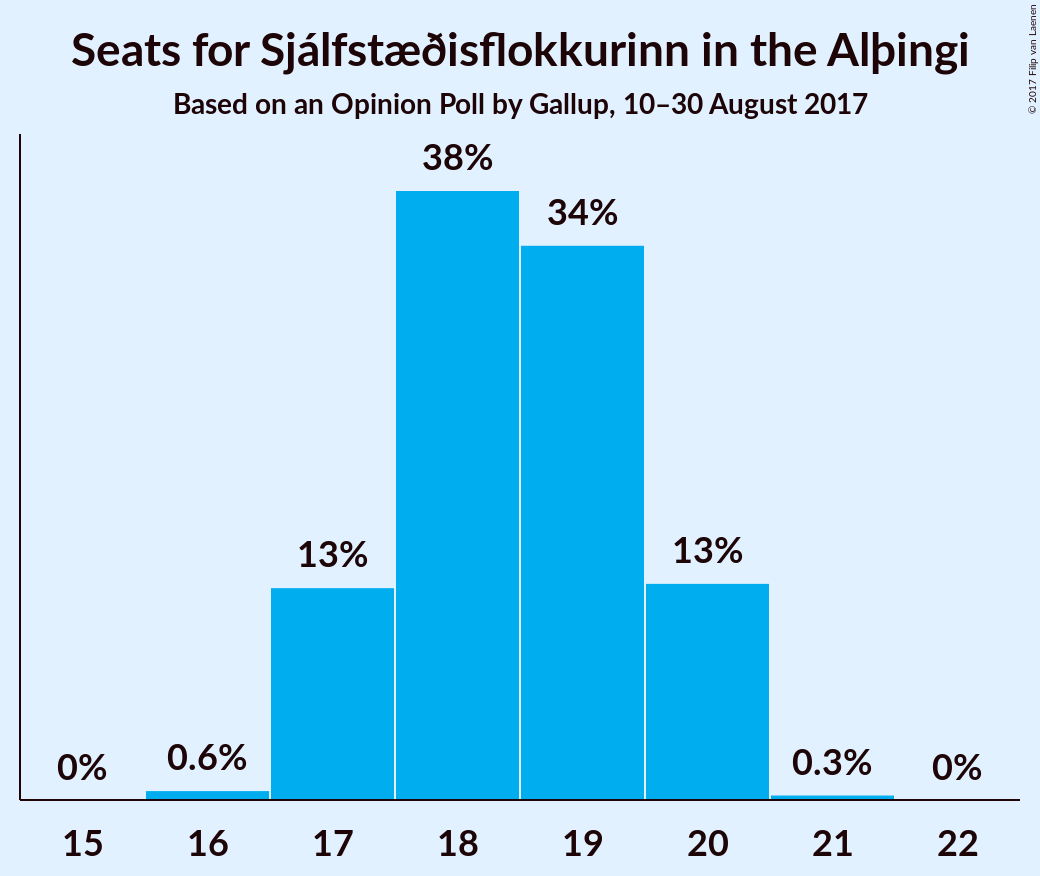 Seats for Sjálfstæðisflokkurinn in the Alþingi
Based on an Opinion Poll by Gallup, 10–30 August 2017
© 2017 Filip van Laenen
38%
34%
13%
13%
0%
0.6%
0.3%
0%
15 16 17 18 19 20 21 22